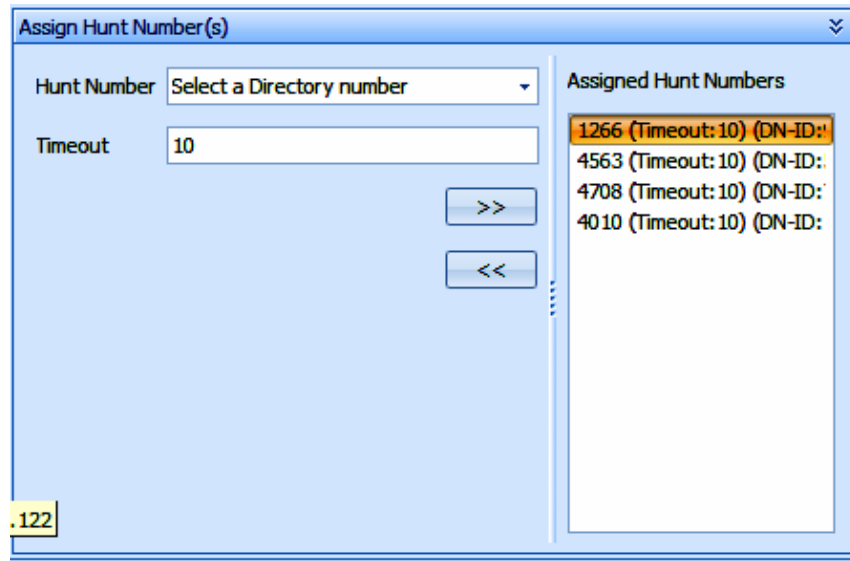 Assign Hunt Number(s)
Hunt Number
Select a Directory number
Timeout
10
>>
<<
Assigned Hunt Numbers
1266 (Timeout:10) (DN-ID:
4563 (Timeout:10) (DN-ID:
4708 (Timeout:10) (DN-ID:
4010 (Timeout:10) (DN-ID:
.122